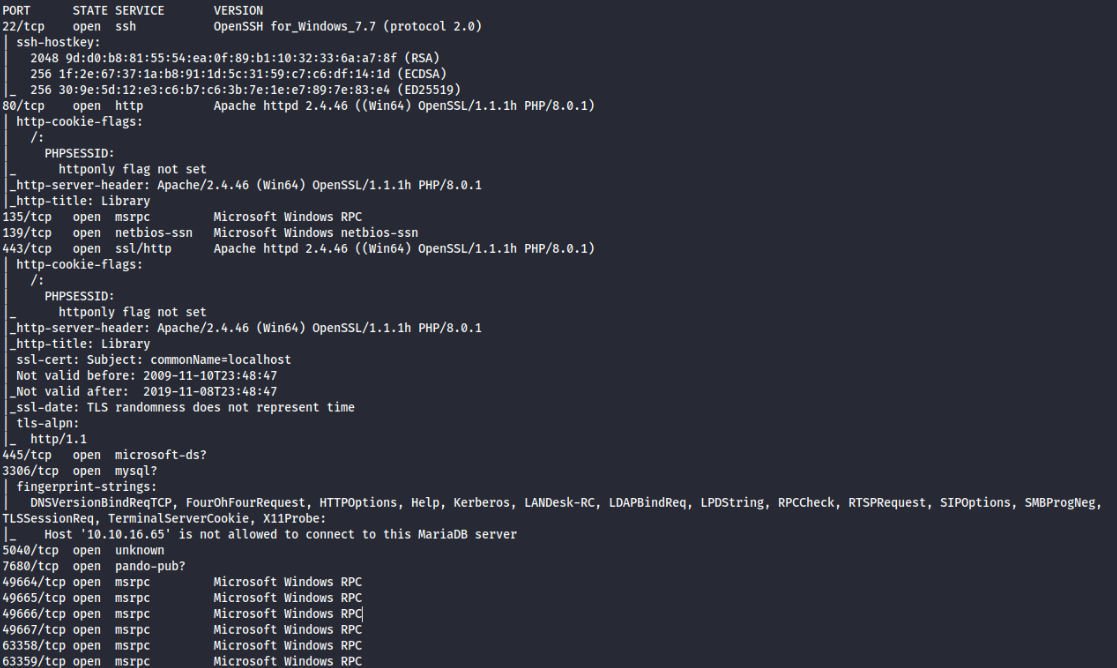 PORT      STATE SERVICE       VERSION
22/tcp    open  ssh           OpenSSH for_Windows_7.7 (protocol 2.0)
| ssh-hostkey:
|   2048 9d:d0:b8:81:55:54:ea:0f:89:b1:10:32:33:6a:a7:8f (RSA)
|   256 1f:2e:67:37:1a:b8:91:1d:5c:31:59:c7:c6:df:14:1d (ECDSA)
|_  256 30:9e:5d:12:e3:c6:b7:c6:3b:7e:1e:e7:89:7e:83:e4 (ED25519)
80/tcp    open  http          Apache httpd 2.4.46 ((Win64) OpenSSL/1.1.1h PHP/8.0.1)
| http-cookie-flags:
|   /:
|     PHPSESSID:
|_      httponly flag not set
|_http-server-header: Apache/2.4.46 (Win64) OpenSSL/1.1.1h PHP/8.0.1
|_http-title: Library
135/tcp   open  msrpc         Microsoft Windows RPC
139/tcp   open  netbios-ssn   Microsoft Windows netbios-ssn
443/tcp   open  ssl/http      Apache httpd 2.4.46 ((Win64) OpenSSL/1.1.1h PHP/8.0.1)
| http-cookie-flags:
|   /:
|     PHPSESSID:
|_      httponly flag not set
|_http-server-header: Apache/2.4.46 (Win64) OpenSSL/1.1.1h PHP/8.0.1
|_http-title: Library
| ssl-cert: Subject: commonName=localhost
| Not valid before: 2009-11-10T23:48:47
|_Not valid after:  2019-11-08T23:48:47
|_ssl-date: TLS randomness does not represent time
| tls-alpn:
|_  http/1.1
445/tcp   open  microsoft-ds?
3306/tcp  open  mysql?
| fingerprint-strings:
|   DNSVersionBindReqTCP, FourOhFourRequest, HTTPOptions, Help, Kerberos, LANDesk-RC, LDAPBindReq, LPDString, RPCCheck, RTSPRequest, SIPOptions, SMBProgNeg,
TLSSessionReq, TerminalServerCookie, X11Probe:
|_    Host '10.10.16.65' is not allowed to connect to this MariaDB server
5040/tcp  open  unknown
7680/tcp  open  pando-pub?
49664/tcp open  msrpc         Microsoft Windows RPC
49665/tcp open  msrpc         Microsoft Windows RPC
49666/tcp open  msrpc         Microsoft Windows RPC
49667/tcp open  msrpc         Microsoft Windows RPC
63358/tcp open  msrpc         Microsoft Windows RPC
63359/tcp open  msrpc         Microsoft Windows RPC